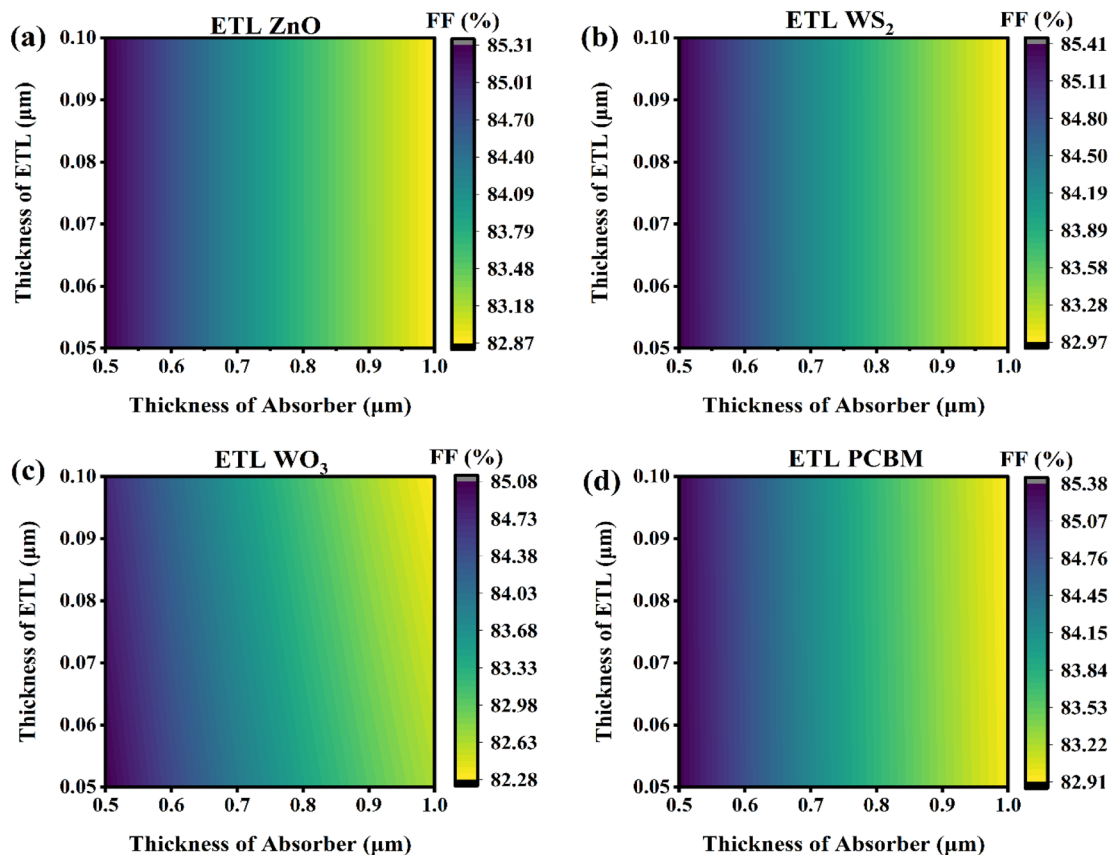 (a)
ETL ZnO
FF (%)
Thickness of ETL (μm)
0.10
0.09
0.08
0.07
0.06
0.05
0.5 0.6 0.7 0.8 0.9 1.0
Thickness of Absorber (μm)
85.31
85.01
84.70
84.40
84.09
83.79
83.48
83.18
82.87
(b)
ETL WS₂
FF (%)
Thickness of ETL (μm)
0.10
0.09
0.08
0.07
0.06
0.05
0.5 0.6 0.7 0.8 0.9 1.0
Thickness of Absorber (μm)
85.41
85.11
84.80
84.50
84.19
83.89
83.58
83.28
82.97
(c)
ETL WO₃
FF (%)
Thickness of ETL (μm)
0.10
0.09
0.08
0.07
0.06
0.05
0.5 0.6 0.7 0.8 0.9 1.0
Thickness of Absorber (μm)
85.08
84.73
84.38
84.03
83.68
83.33
82.98
82.63
82.28
(d)
ETL PCBM
FF (%)
Thickness of ETL (μm)
0.10
0.09
0.08
0.07
0.06
0.05
0.5 0.6 0.7 0.8 0.9 1.0
Thickness of Absorber (μm)
85.38
85.07
84.76
84.45
84.15
83.84
83.53
83.22
82.91